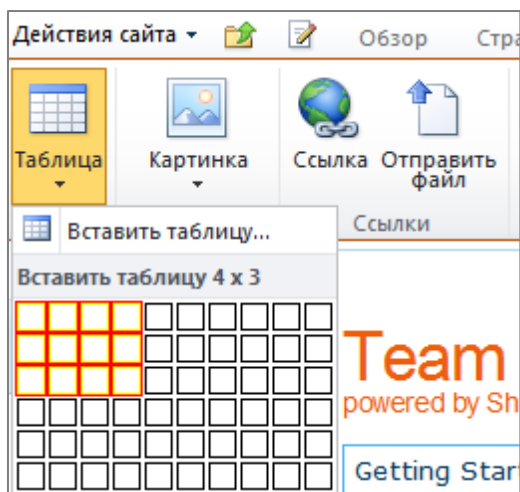 Действия сайта
Обзор
Таблица
Картинка
Ссылка
Отправить
файл
Ссылки
Вставить таблицу...
Вставить таблицу 4 x 3
Team
powered by Sh
Getting Star